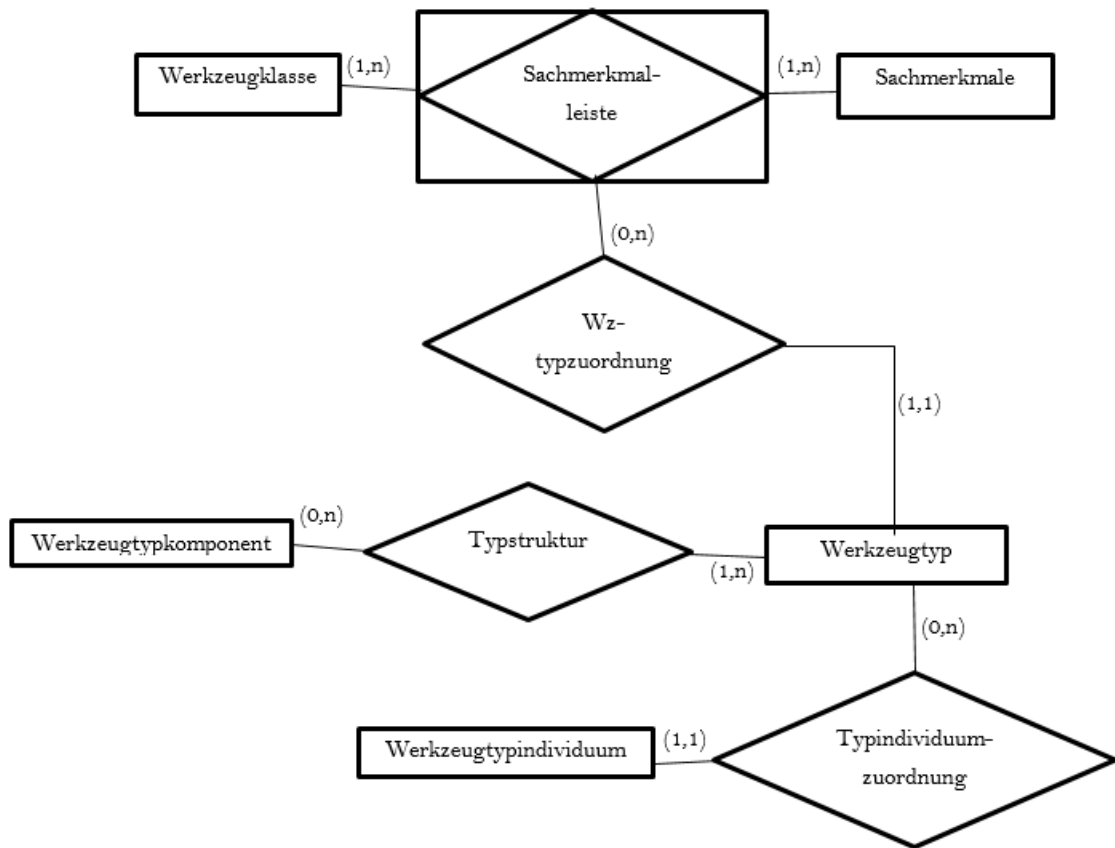 Werkzeugklasse
(1,n)
Sachmerkmal-
leiste
(1,n)
Sachmerkmale
(0,n)
Wz-
typzuordnung
(1,1)
Werkzeugtypkomponent
(0,n)
Typstruktur
(1,n)
Werkzeugtyp
(0,n)
Werkzeugtypindividuum
(1,1)
Typindividuum-
zuordnung